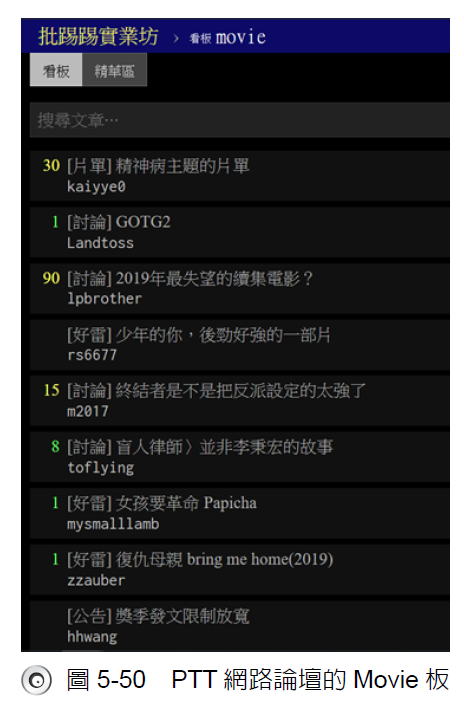 批踢踢實業坊 › 看板 movie
看板 精華區
搜尋文章…
30 [片單] 精神病主題的片單
kaiyye0
1 [討論] GOTG2
Landtoss
90 [討論] 2019年最失望的續集電影？
lpbrother
[好雷] 少年的你，後勁好強的一部片
rs6677
15 [討論] 終結者是不是把反派設定的太強了
m2017
8 [討論] 盲人律師〉並非李秉宏的故事
toflying
1 [好雷] 女孩要革命 Papicha
mysmalllamb
1 [好雷] 復仇母親 bring me home(2019)
zzauber
[公告] 獎季發文限制放寬
hhwang
圖 5-50 PTT 網路論壇的 Movie 板